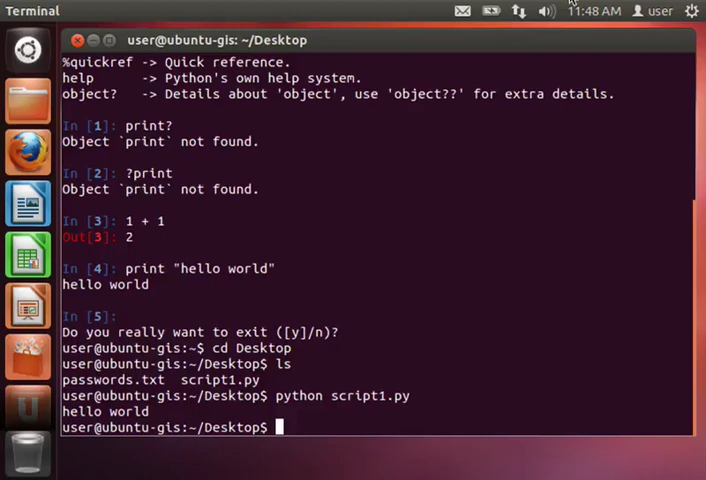 Terminal
11:48 AM
user
user@ubuntu-gis: ~/Desktop
%quickref -> Quick reference.
help      -> Python's own help system.
object?   -> Details about 'object', use 'object??' for extra details.
In [1]: print?
Object `print` not found.
In [2]: ?print
Object `print` not found.
In [3]: 1 + 1
Out[3]: 2
In [4]: print "hello world"
hello world
In [5]:
Do you really want to exit ([y]/n)?
user@ubuntu-gis:~$ cd Desktop
user@ubuntu-gis:~/Desktop$ ls
passwords.txt  script1.py
user@ubuntu-gis:~/Desktop$ python script1.py
hello world
user@ubuntu-gis:~/Desktop$